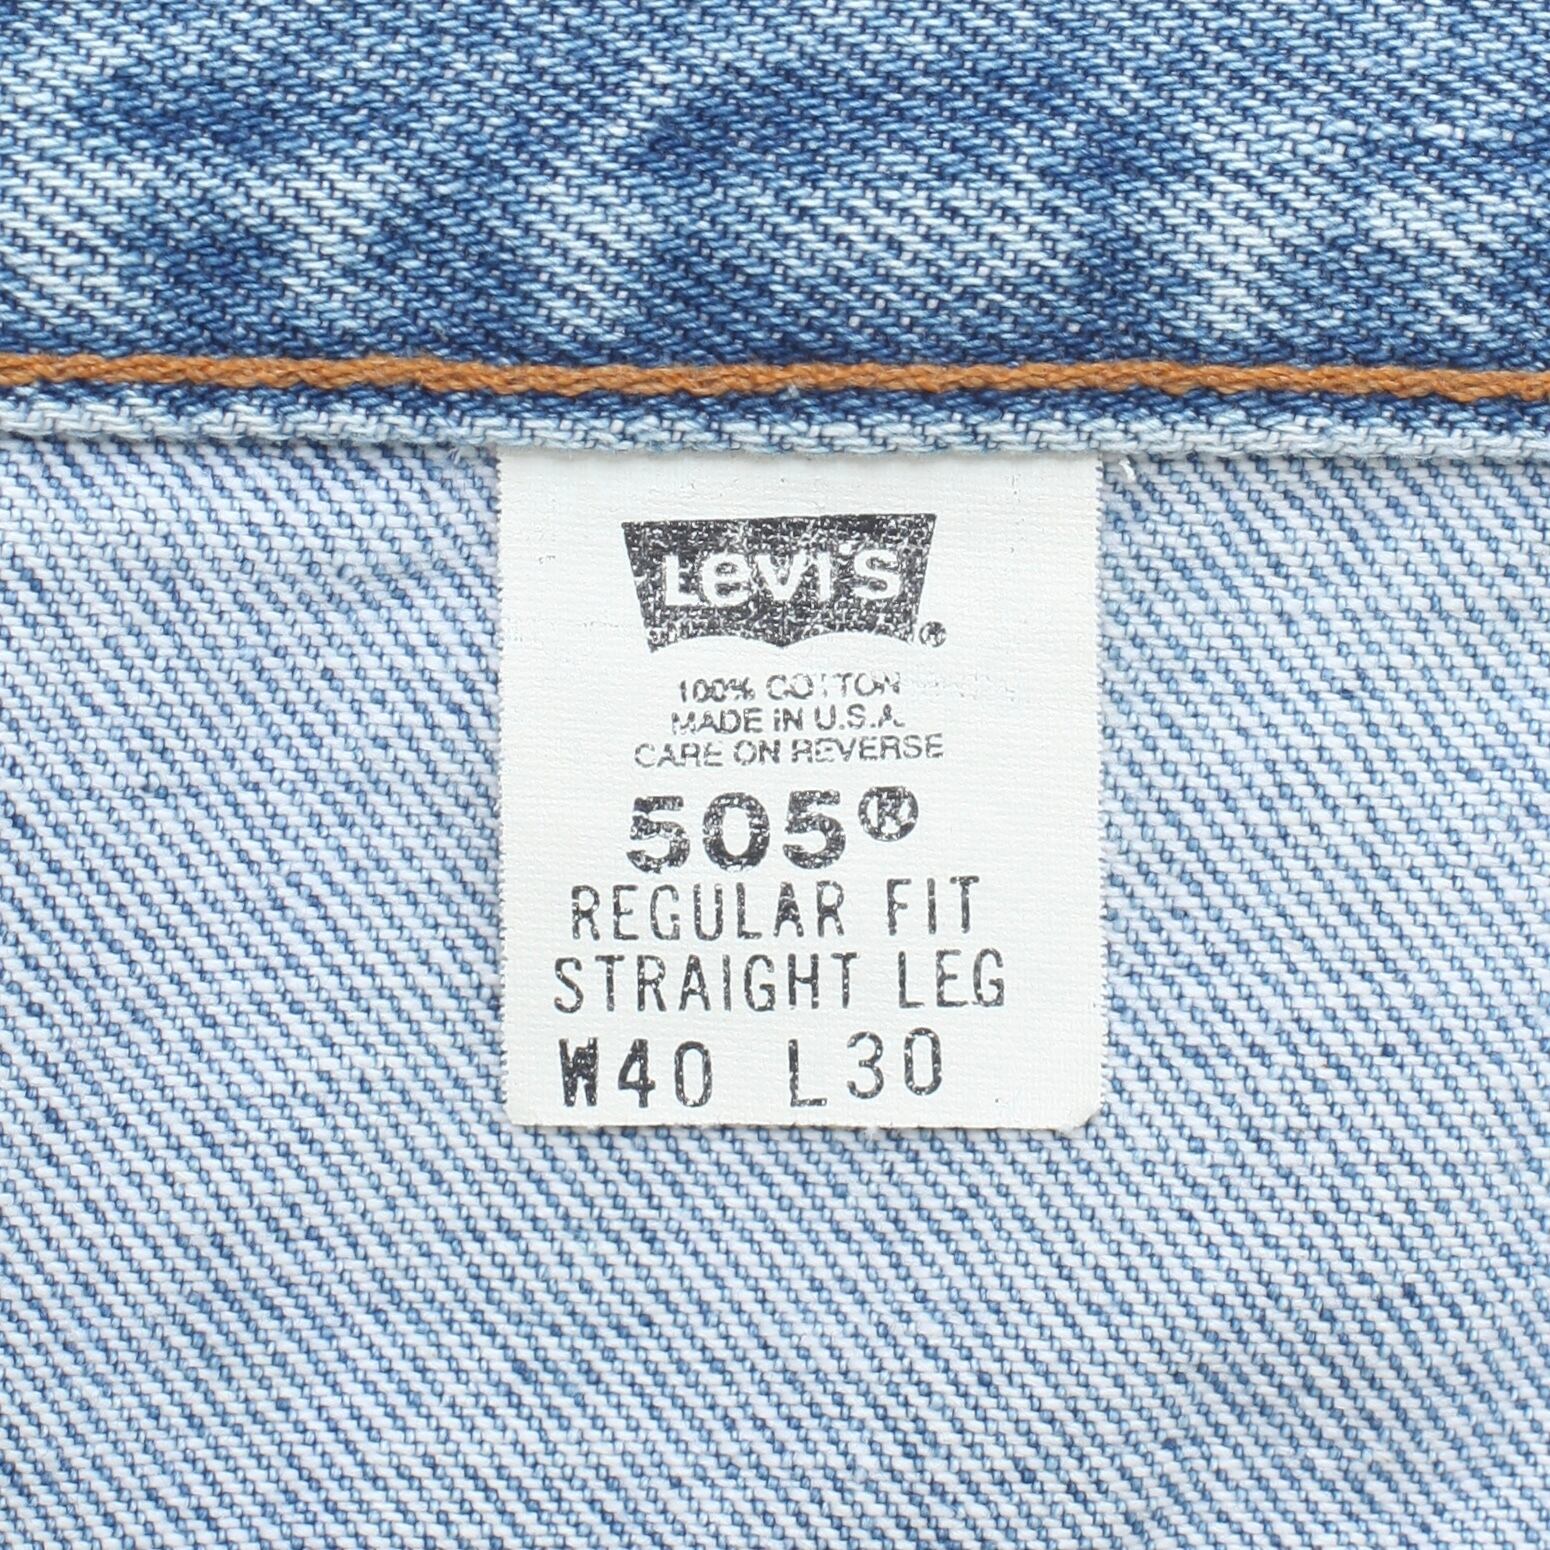 Levi's®
100% COTTON
MADE IN U.S.A.
CARE ON REVERSE
505®
REGULAR FIT
STRAIGHT LEG
W40 L30